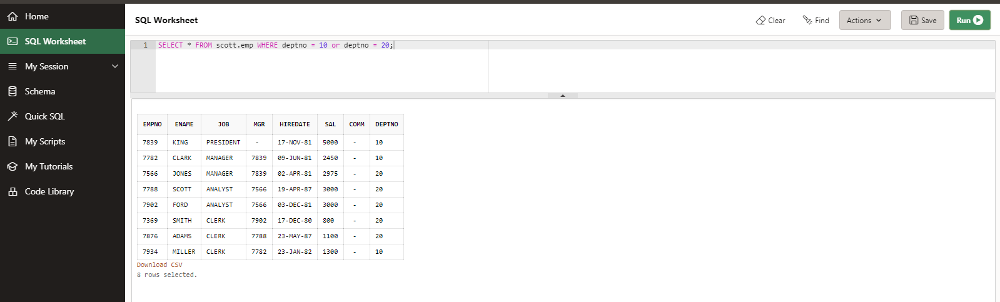 Home
SQL Worksheet
My Session
Schema
Quick SQL
My Scripts
My Tutorials
Code Library
SQL Worksheet
Clear Find Actions Save Run
1 SELECT * FROM scott.emp WHERE deptno = 10 or deptno = 20;
EMPNO ENAME JOB MGR HIREDATE SAL COMM DEPTNO
7839 KING PRESIDENT - 17-NOV-81 5000 - 10
7782 CLARK MANAGER 7839 09-JUN-81 2450 - 10
7566 JONES MANAGER 7839 02-APR-81 2975 - 20
7788 SCOTT ANALYST 7566 19-APR-87 3000 - 20
7902 FORD ANALYST 7566 03-DEC-81 3000 - 20
7369 SMITH CLERK 7902 17-DEC-80 800 - 20
7876 ADAMS CLERK 7788 23-MAY-87 1100 - 20
7934 MILLER CLERK 7782 23-JAN-82 1300 - 10
Download CSV
8 rows selected.